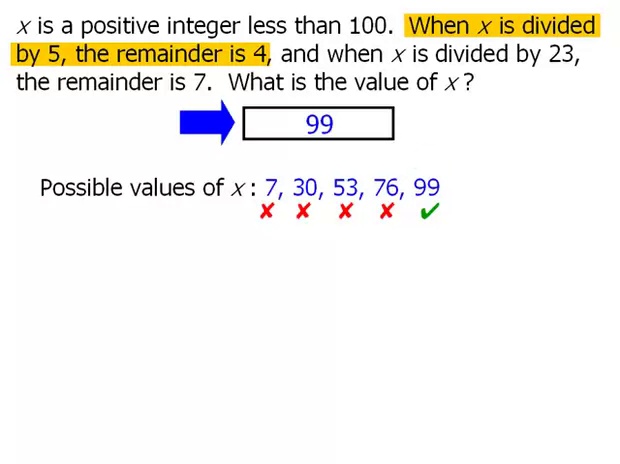 x is a positive integer less than 100. When x is divided
by 5, the remainder is 4, and when x is divided by 23,
the remainder is 7. What is the value of x?
99
Possible values of x: 7, 30, 53, 76, 99
✘ ✘ ✘ ✘ ✔